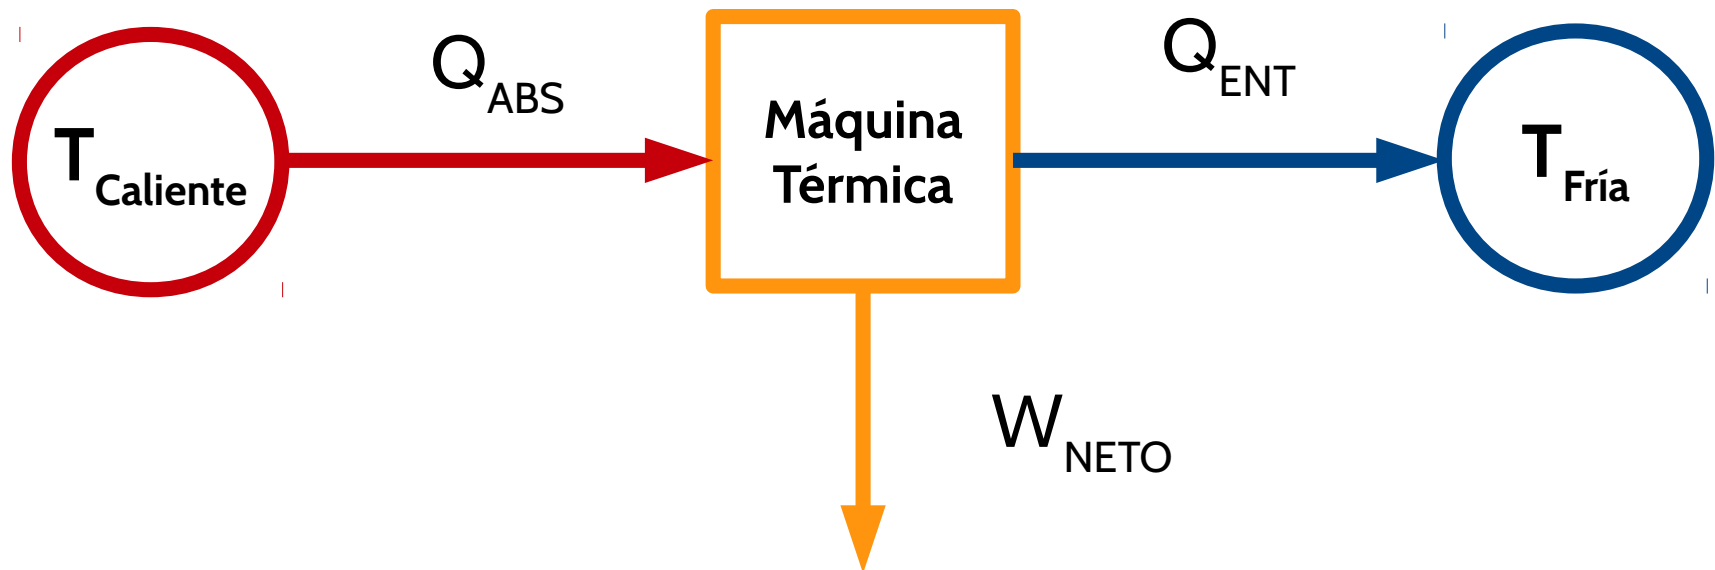 T Caliente
Q ABS
Máquina
Térmica
Q ENT
T Fría
W NETO